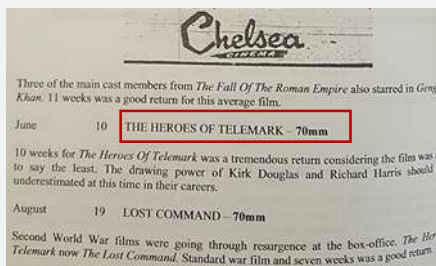 Chelsea
CINEMA
Three of the main cast members from The Fall Of The Roman Empire also starred in
Khan. 11 weeks was a good return for this average film.
June 10 THE HEROES OF TELEMARK – 70mm
10 weeks for The Heroes Of Telemark was a tremendous return considering the film was
to say the least. The drawing power of Kirk Douglas and Richard Harris should
underestimated at this time in their careers.
August 19 LOST COMMAND – 70mm
Second World War films were going through resurgence at the box-office. The
Telemark now The Lost Command. Standard war film and seven weeks was a good return.